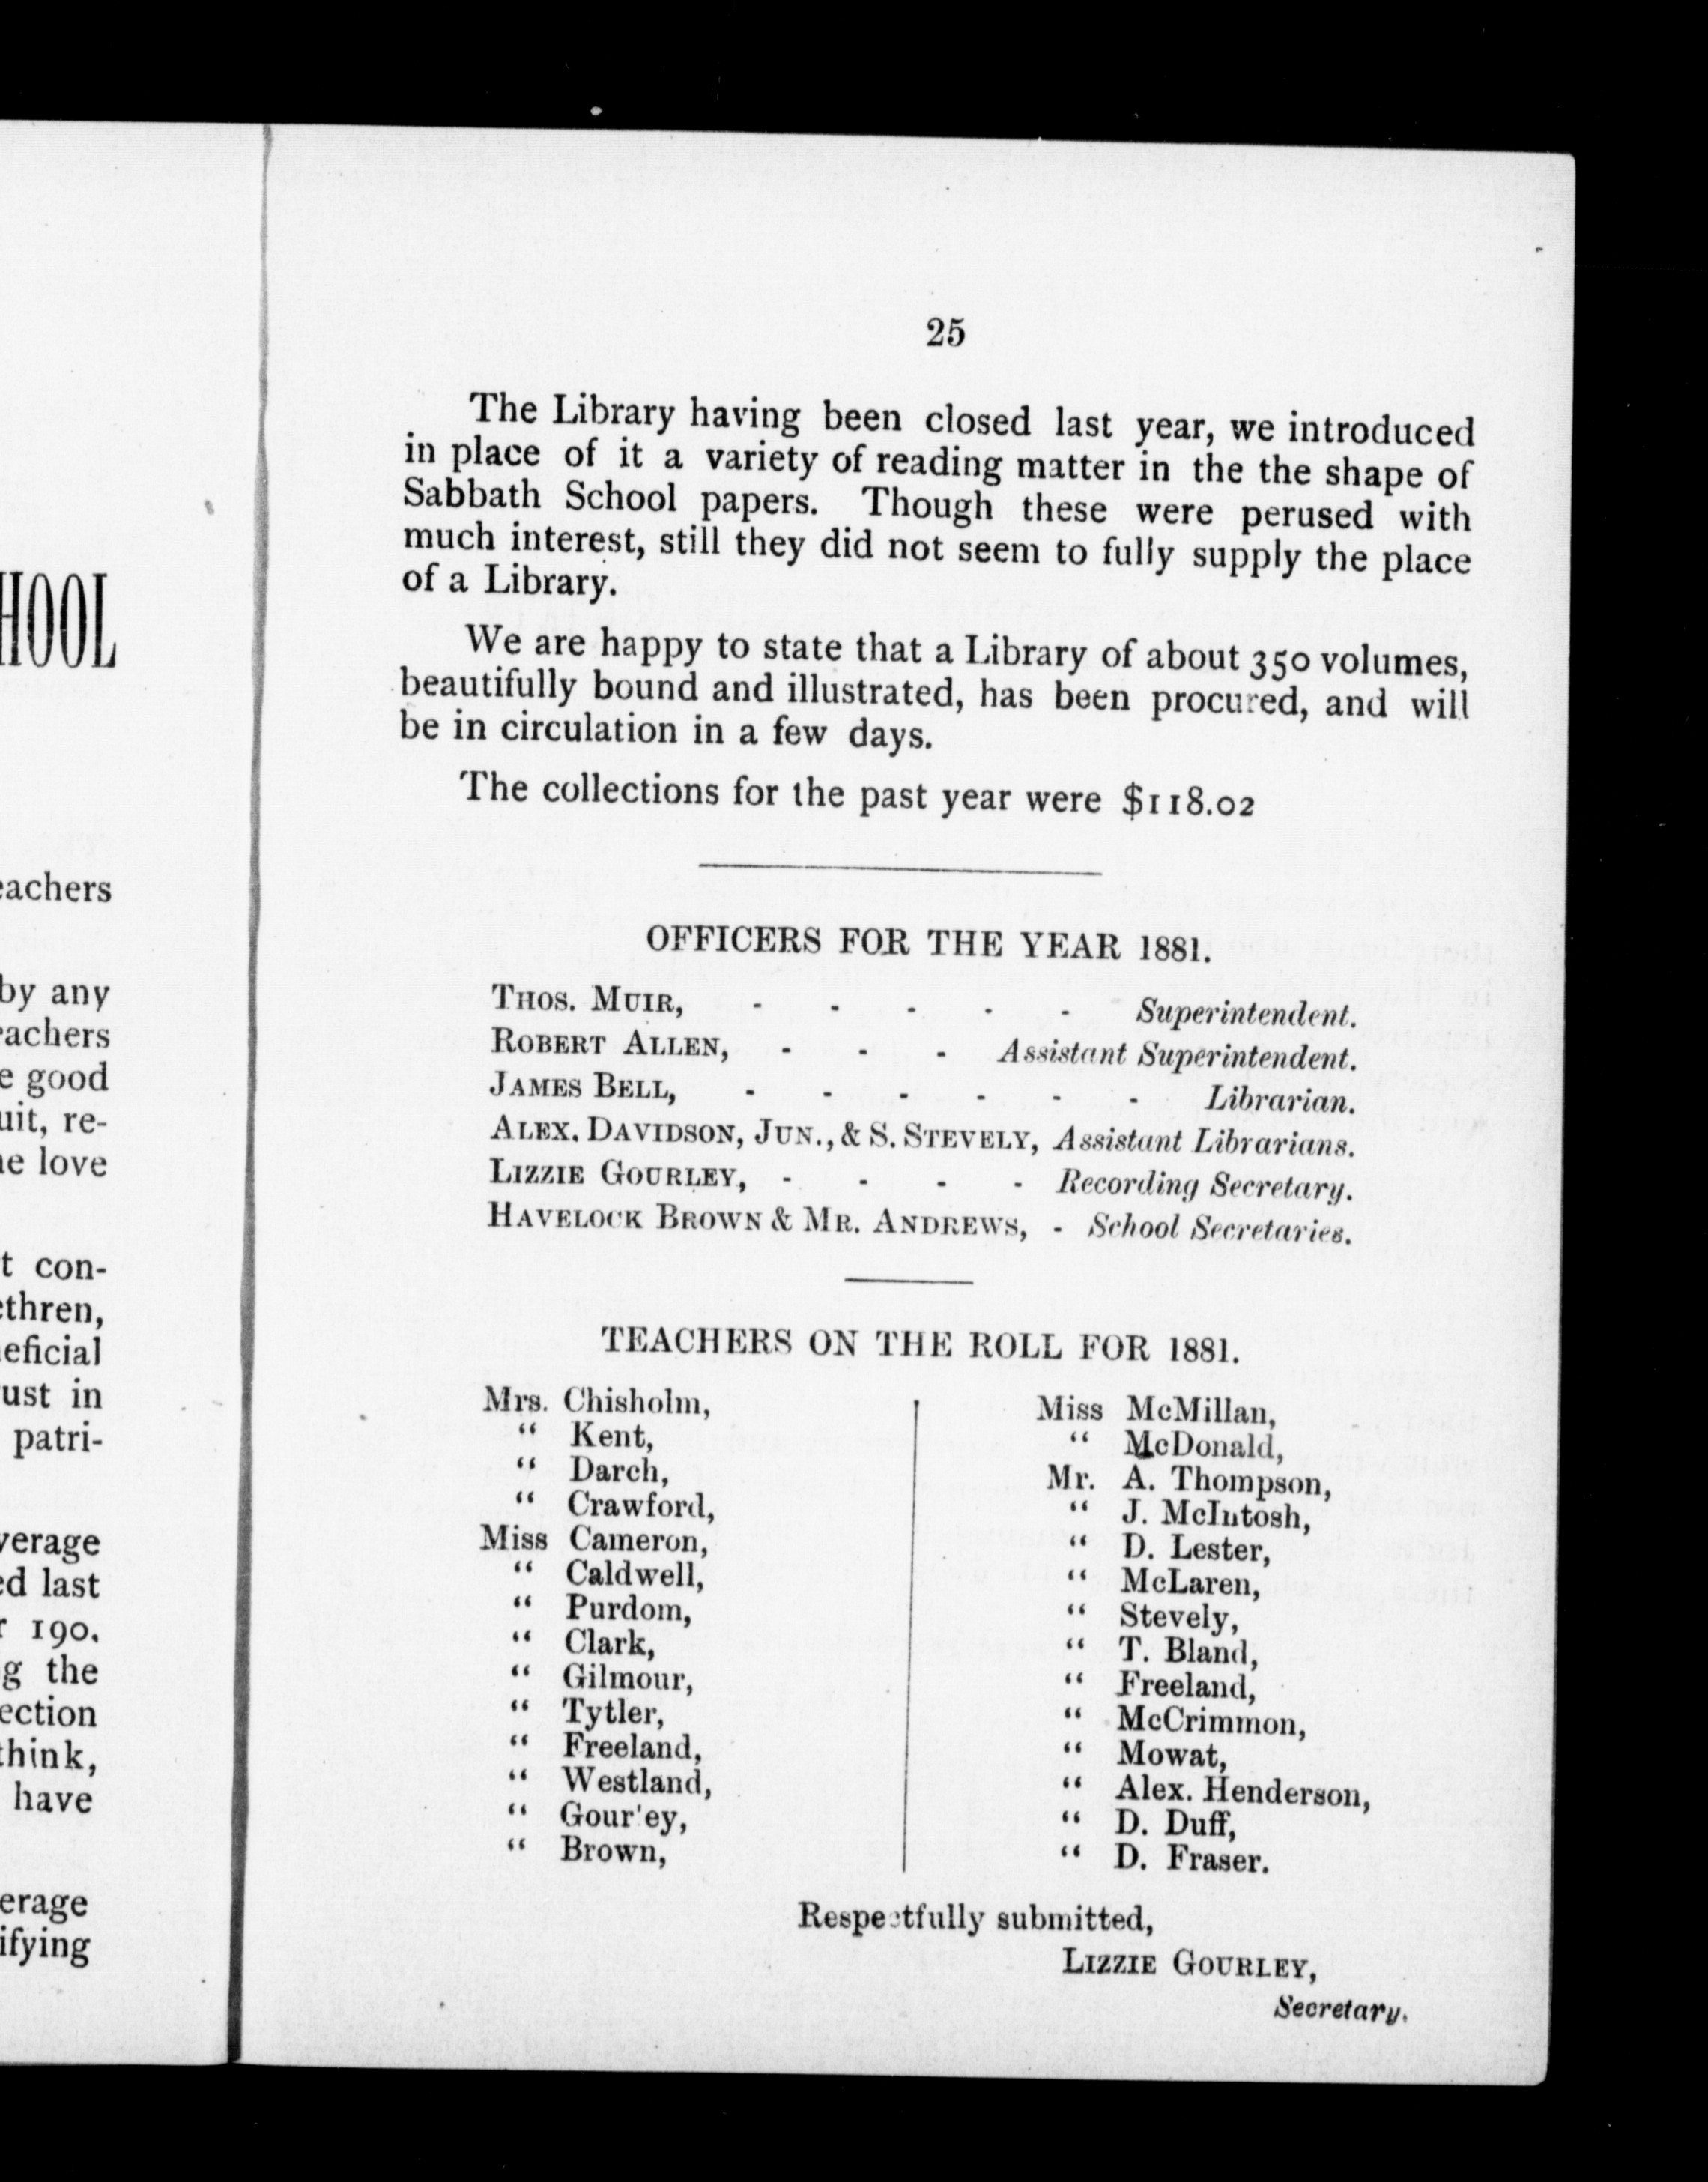 HOOL
eachers
by any
eachers
e good
uit, re-
e love
t con-
ethren,
eficial
ust in
patri-
verage
ed last
r 190.
g the
ection
think,
have
erage
ifying
25
The Library having been closed last year, we introduced
in place of it a variety of reading matter in the the shape of
Sabbath School papers. Though these were perused with
much interest, still they did not seem to fully supply the place
of a Library.
We are happy to state that a Library of about 350 volumes,
beautifully bound and illustrated, has been procured, and will
be in circulation in a few days.
The collections for the past year were $118.02
OFFICERS FOR THE YEAR 1881.
THOS. MUIR, - - - - - Superintendent.
ROBERT ALLEN, - - - Assistant Superintendent.
JAMES BELL, - - - - - - Librarian.
ALEX. DAVIDSON, JUN., & S. STEVELY, Assistant Librarians.
LIZZIE GOURLEY, - - - - Recording Secretary.
HAVELOCK BROWN & MR. ANDREWS, - School Secretaries.
TEACHERS ON THE ROLL FOR 1881.
Mrs. Chisholm,
“ Kent,
“ Darch,
“ Crawford,
Miss Cameron,
“ Caldwell,
“ Purdom,
“ Clark,
“ Gilmour,
“ Tytler,
“ Freeland,
“ Westland,
“ Gour'ey,
“ Brown,
Miss McMillan,
“ McDonald,
Mr. A. Thompson,
“ J. McIntosh,
“ D. Lester,
“ McLaren,
“ Stevely,
“ T. Bland,
“ Freeland,
“ McCrimmon,
“ Mowat,
“ Alex. Henderson,
“ D. Duff,
“ D. Fraser.
Respectfully submitted,
LIZZIE GOURLEY,
Secretary.